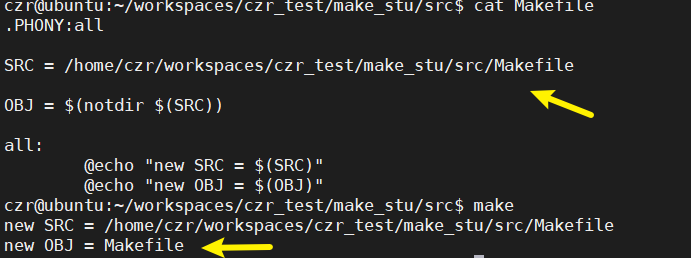 czr@ubuntu:~/workspaces/czr_test/make_stu/src$ cat Makefile
.PHONY:all
SRC = /home/czr/workspaces/czr_test/make_stu/src/Makefile
OBJ = $(notdir $(SRC))
all:
@echo "new SRC = $(SRC)"
@echo "new OBJ = $(OBJ)"
czr@ubuntu:~/workspaces/czr_test/make_stu/src$ make
new SRC = /home/czr/workspaces/czr_test/make_stu/src/Makefile
new OBJ = Makefile